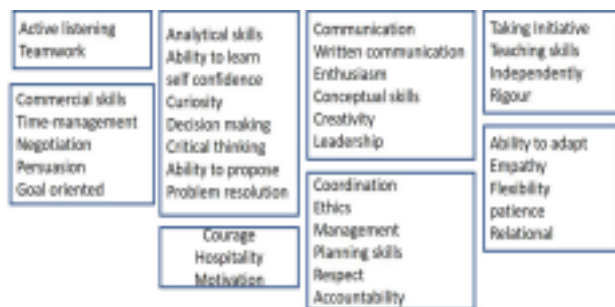 Active listening
Teamwork
Commercial skills
Time-management
Negotiation
Persuasion
Goal oriented
Analytical skills
Ability to learn
self confidence
Curiosity
Decision making
Critical thinking
Ability to propose
Problem resolution
Courage
Hospitality
Motivation
Communication
Written communication
Enthusiasm
Conceptual skills
Creativity
Leadership
Coordination
Ethics
Management
Planning skills
Respect
Accountability
Taking Initiative
Teaching skills
Independently
Rigour
Ability to adapt
Empathy
Flexibility
patience
Relational